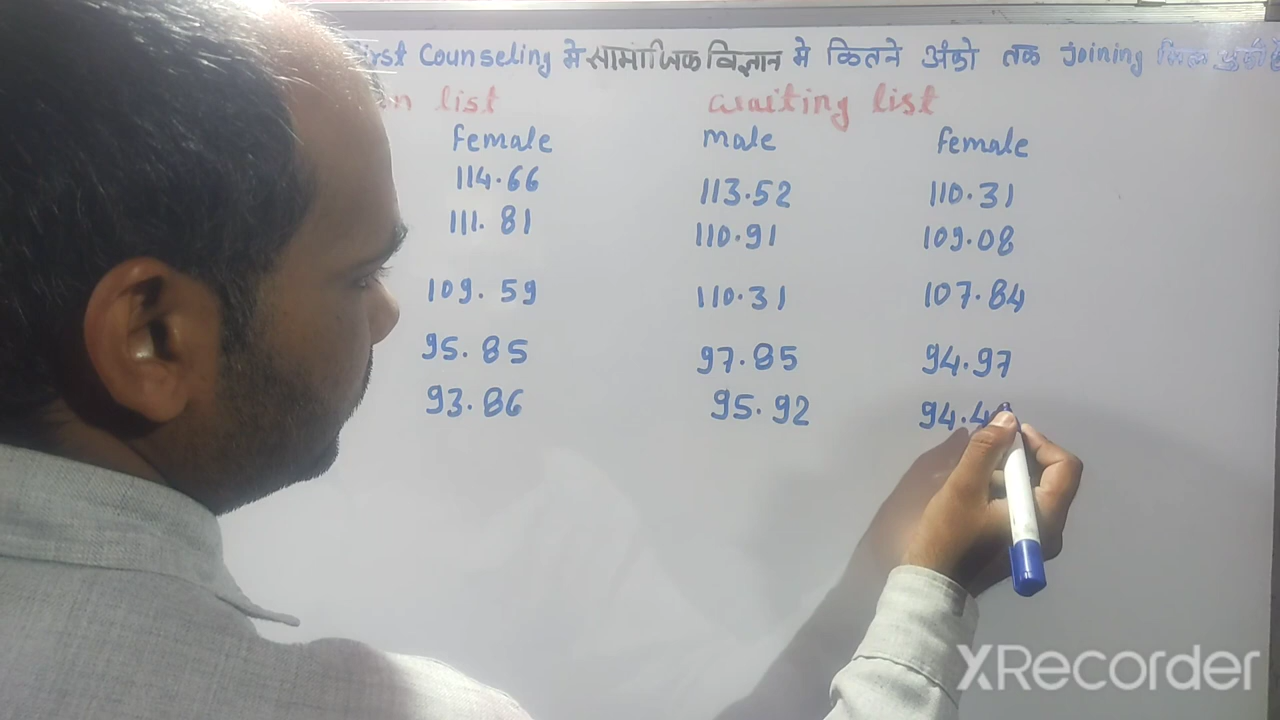 First Counseling मे सामाजिक विज्ञान मे कितने अंको तक joining
list waiting list
Female male Female
114.66 113.52 110.31
111.81 110.91 109.08
109.59 110.31 107.84
95.85 97.85 94.97
93.86 95.92
XRecorder